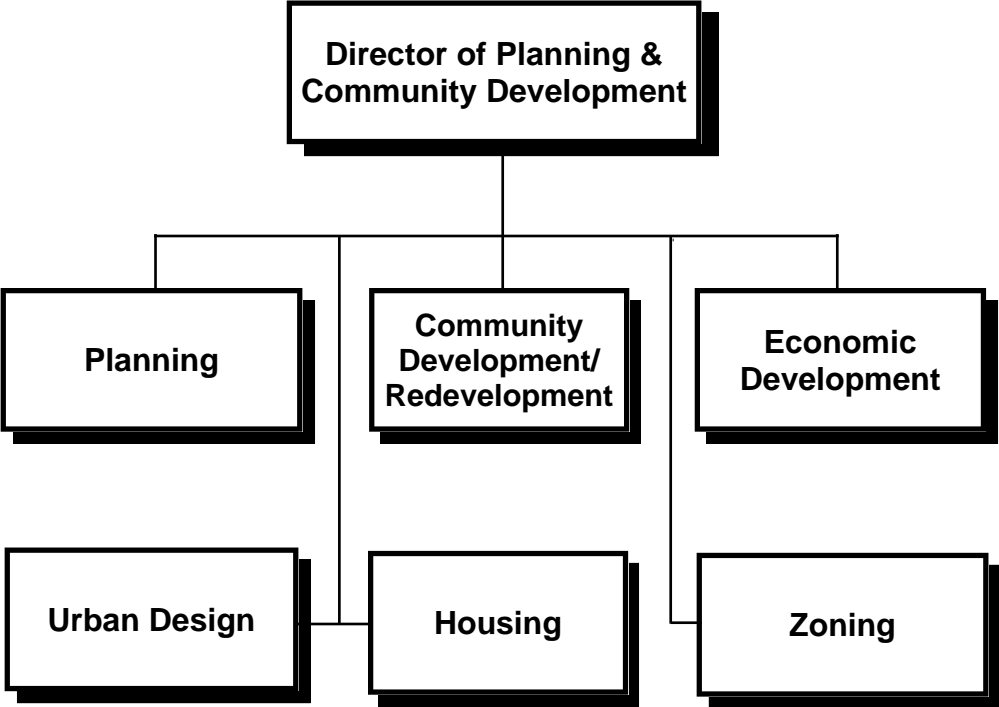 Director of Planning &
Community Development
Planning
Community
Development/
Redevelopment
Economic
Development
Urban Design
Housing
Zoning